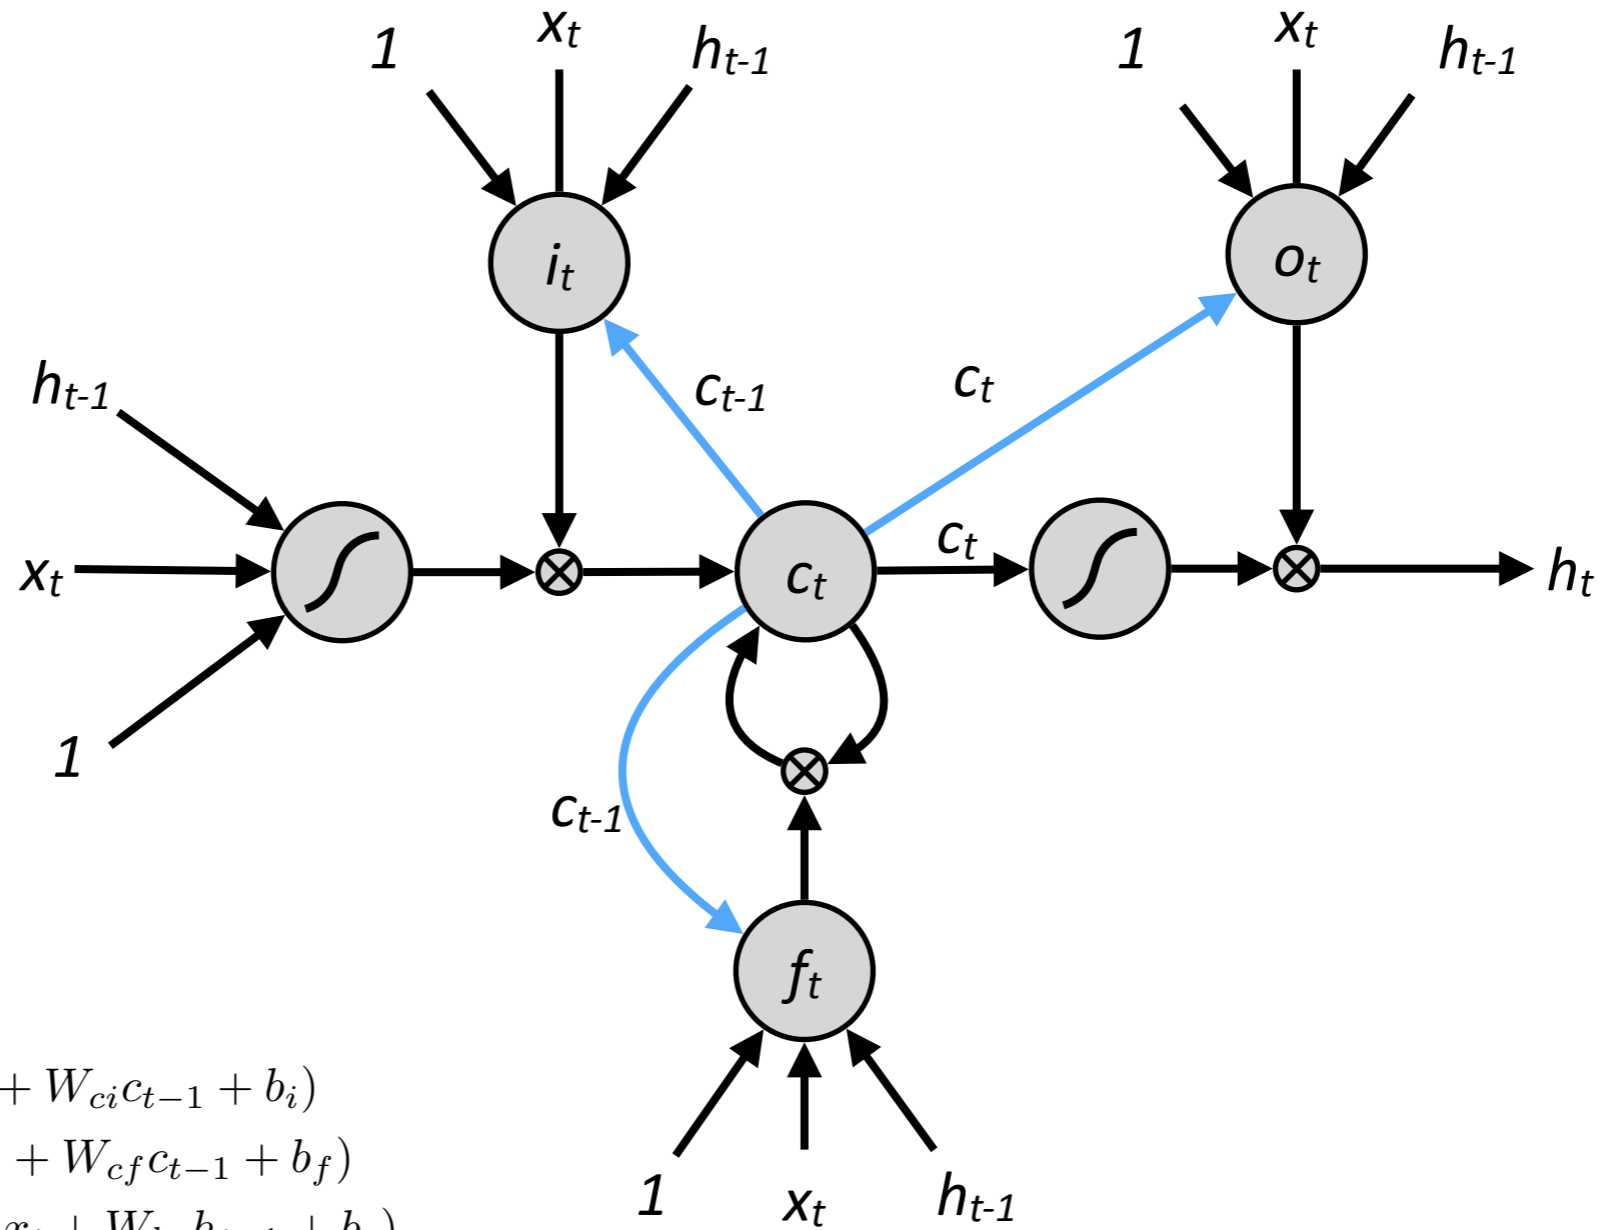 1 x_t h_{t-1} 1 x_t h_{t-1}
i_t o_t
h_{t-1} c_{t-1} c_t
x_t c_t c_t h_t
1
c_{t-1}
f_t
+ W_{ci}c_{t-1} + b_i)
+ W_{cf}c_{t-1} + b_f)
1 x_t h_{t-1}